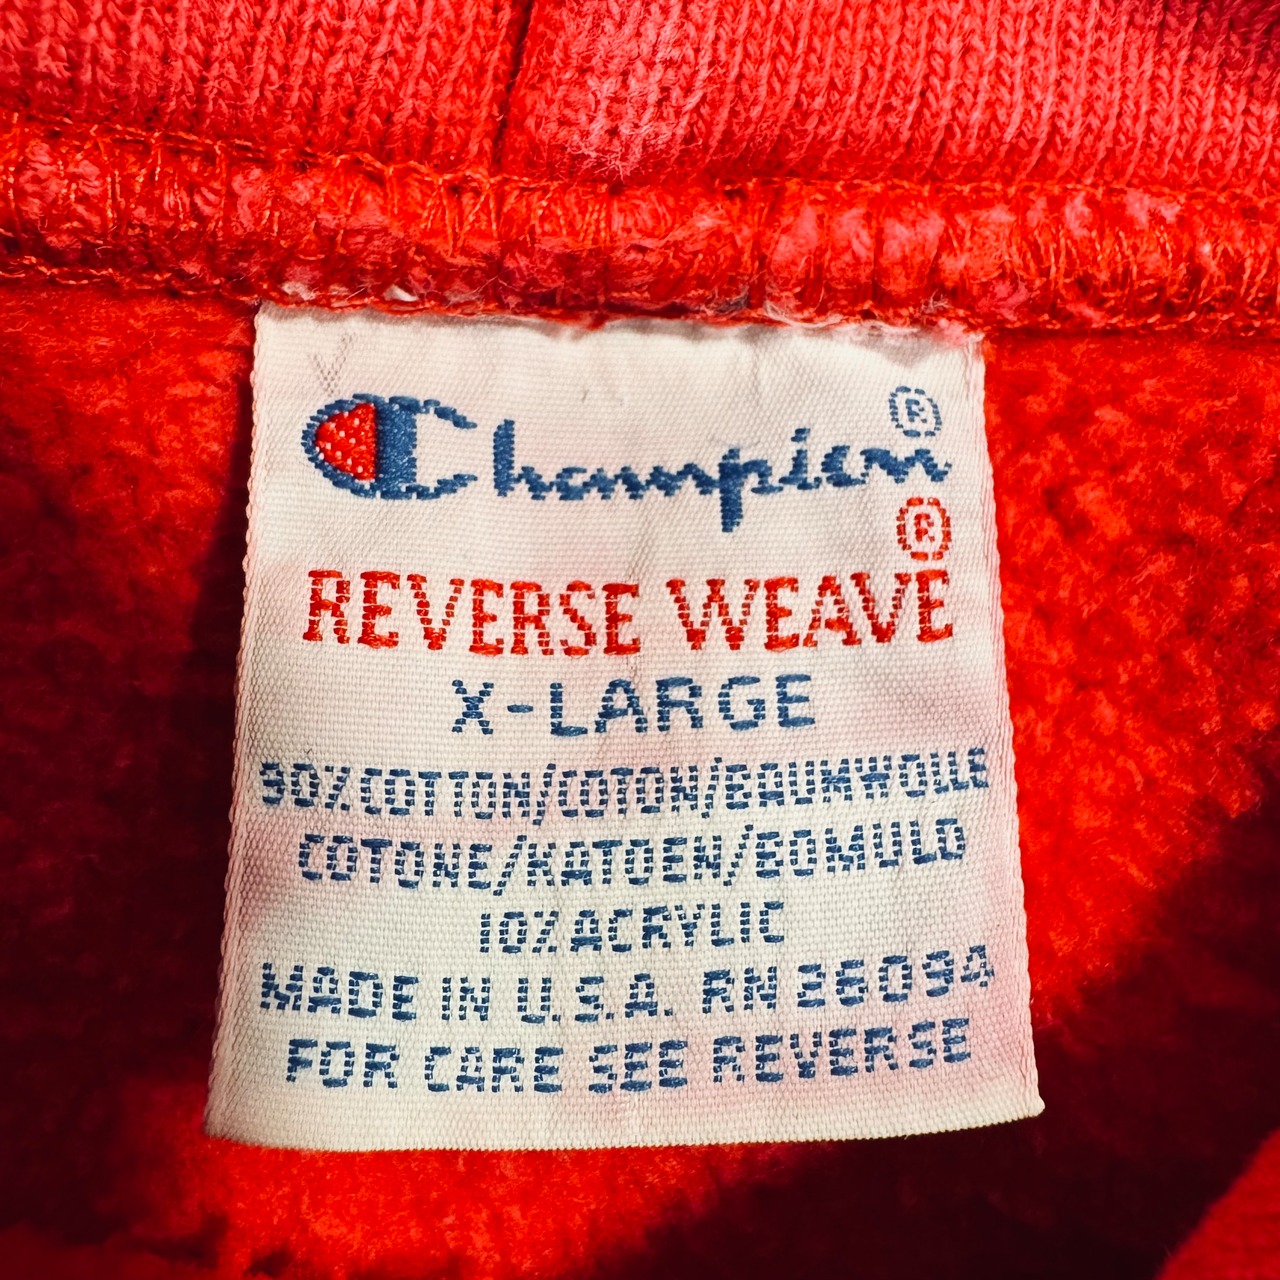 Champion®
REVERSE WEAVE®
X-LARGE
90% COTTON/COTON/BAUMWOLLE
COTONE/KATOEN/BOMULD
10% ACRYLIC
MADE IN U.S.A. RN 26094
FOR CARE SEE REVERSE